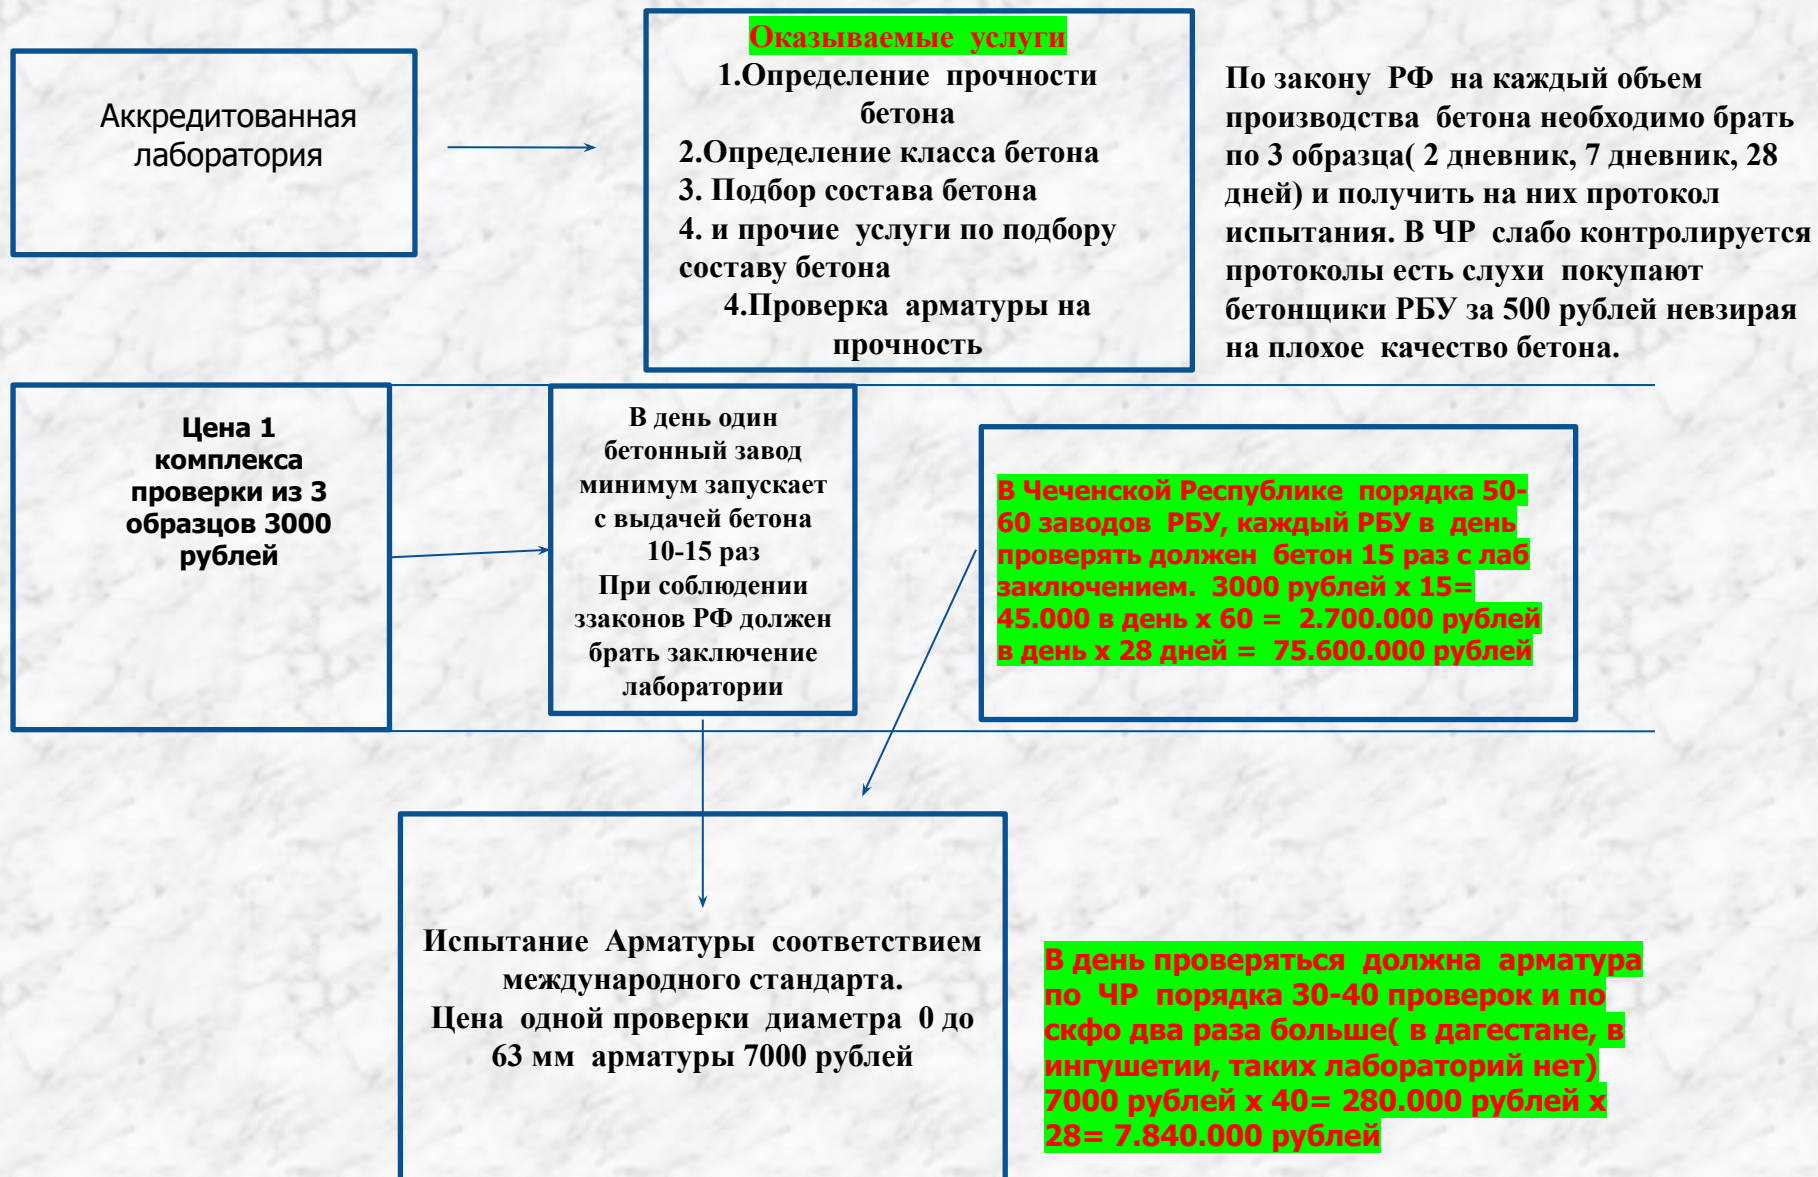 Аккредитованная
лаборатория
Оказываемые услуги
1.Определение прочности
бетона
2.Определение класса бетона
3. Подбор состава бетона
4. и прочие услуги по подбору
составу бетона
4.Проверка арматуры на
прочность
По закону РФ на каждый объем
производства бетона необходимо брать
по 3 образца( 2 дневник, 7 дневник, 28
дней) и получить на них протокол
испытания. В ЧР слабо контролируется
протоколы есть слухи покупают
бетонщики РБУ за 500 рублей невзирая
на плохое качество бетона.
Цена 1
комплекса
проверки из 3
образцов 3000
рублей
В день один
бетонный завод
минимум запускает
с выдачей бетона
10-15 раз
При соблюдении
ззаконов РФ должен
брать заключение
лаборатории
В Чеченской Республике порядка 50-
60 заводов РБУ, каждый РБУ в день
проверять должен бетон 15 раз с лаб
заключением. 3000 рублей х 15=
45.000 в день х 60 = 2.700.000 рублей
в день х 28 дней = 75.600.000 рублей
Испытание Арматуры соответствием
международного стандарта.
Цена одной проверки диаметра 0 до
63 мм арматуры 7000 рублей
В день проверяться должна арматура
по ЧР порядка 30-40 проверок и по
скфо два раза больше( в дагестане, в
ингушетии, таких лабораторий нет)
7000 рублей х 40= 280.000 рублей х
28= 7.840.000 рублей